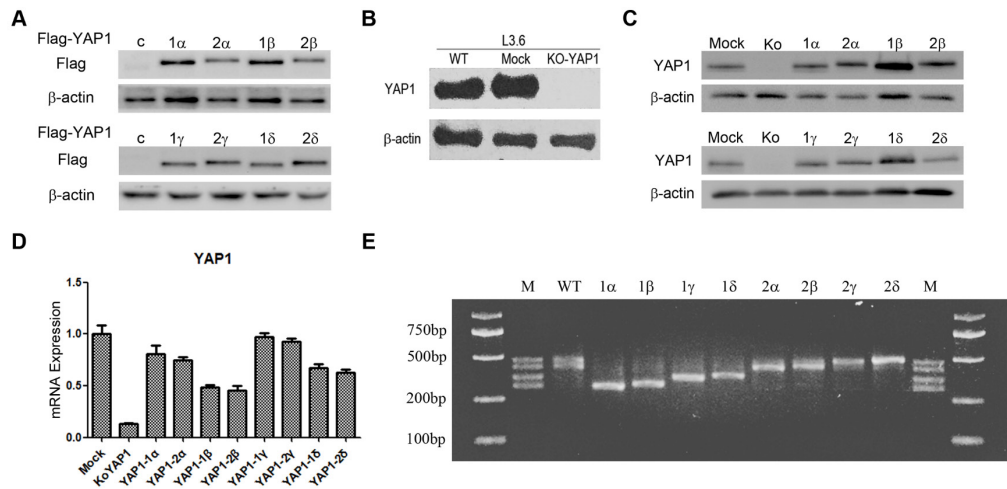 A
Flag-YAP1 c 1α 2α 1β 2β
Flag
β-actin
Flag-YAP1 c 1γ 2γ 1δ 2δ
Flag
β-actin
B
L3.6
WT Mock KO-YAP1
YAP1
β-actin
C
Mock Ko 1α 2α 1β 2β
YAP1
β-actin
Mock Ko 1γ 2γ 1δ 2δ
YAP1
β-actin
D
YAP1
mRNA Expression
1.5
1.0
0.5
0.0
Mock
KoYAP1
YAP1-1α
YAP1-2α
YAP1-1β
YAP1-2β
YAP1-1γ
YAP1-2γ
YAP1-1δ
YAP1-2δ
E
M WT 1α 1β 1γ 1δ 2α 2β 2γ 2δ M
750bp
500bp
200bp
100bp